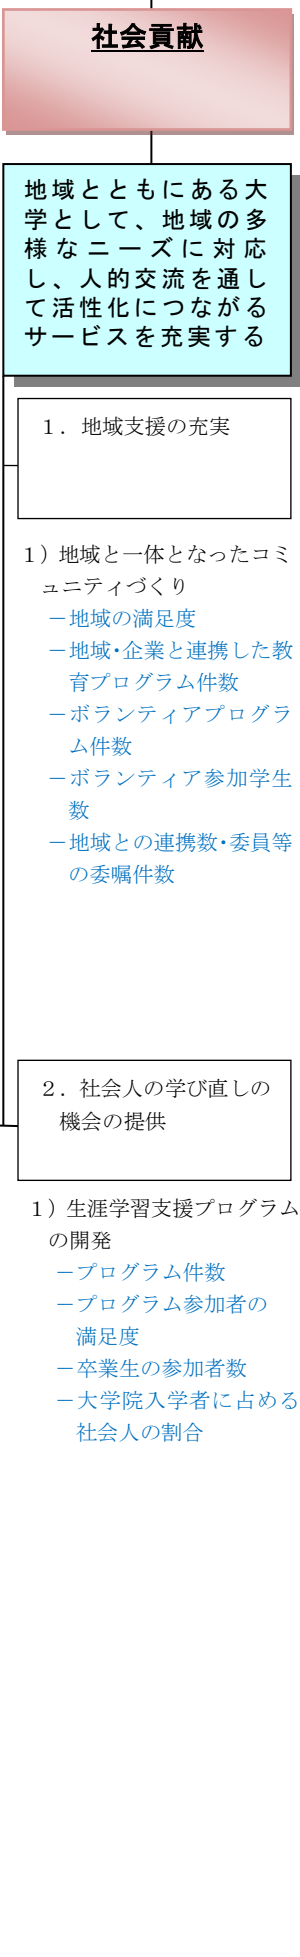 社会貢献
地域とともにある大
学として、地域の多
様なニーズに対応
し、人的交流を通し
て活性化につながる
サービスを充実する
１．地域支援の充実
１）地域と一体となったコミ
ュニティづくり
－地域の満足度
－地域・企業と連携した教
育プログラム件数
－ボランティアプログラ
ム件数
－ボランティア参加学生
数
－地域との連携数・委員等
の委嘱件数
２．社会人の学び直しの
機会の提供
１）生涯学習支援プログラム
の開発
－プログラム件数
－プログラム参加者の
満足度
－卒業生の参加者数
－大学院入学者に占める
社会人の割合